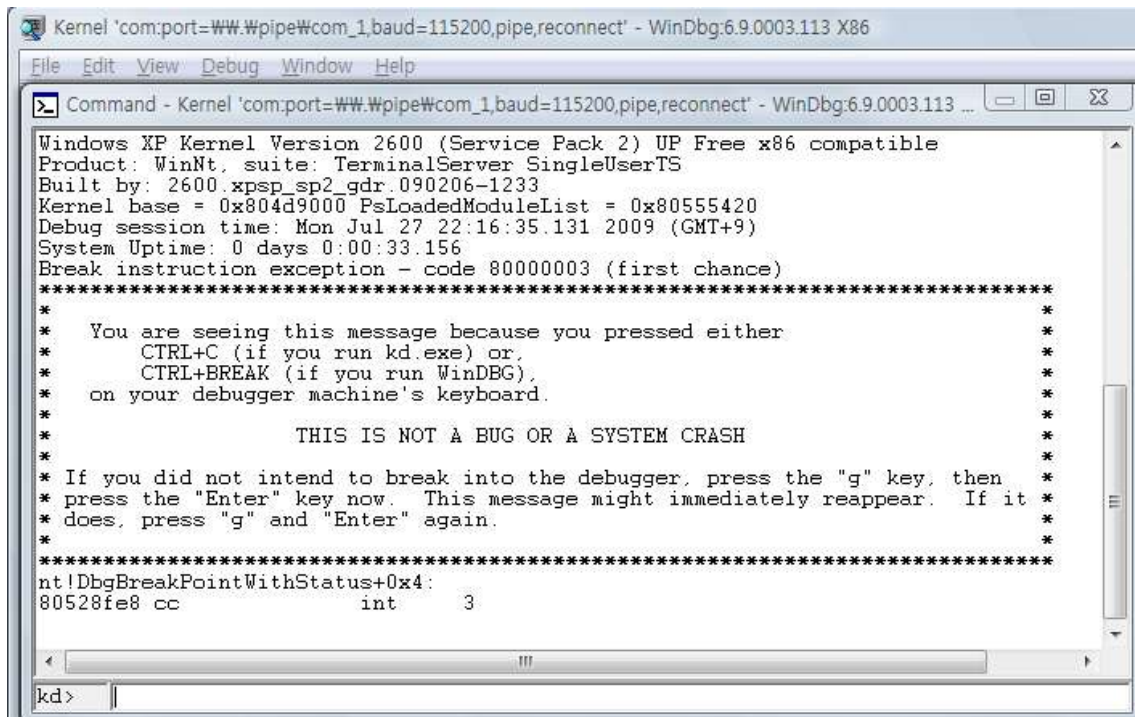 Kernel 'com:port=₩₩.₩pipe₩com_1,baud=115200,pipe,reconnect' - WinDbg:6.9.0003.113 X86
File Edit View Debug Window Help
Command - Kernel 'com:port=₩₩.₩pipe₩com_1,baud=115200,pipe,reconnect' - WinDbg:6.9.0003.113 ...
Windows XP Kernel Version 2600 (Service Pack 2) UP Free x86 compatible
Product: WinNt, suite: TerminalServer SingleUserTS
Built by: 2600.xpsp_sp2_gdr.090206-1233
Kernel base = 0x804d9000 PsLoadedModuleList = 0x80555420
Debug session time: Mon Jul 27 22:16:35.131 2009 (GMT+9)
System Uptime: 0 days 0:00:33.156
Break instruction exception - code 80000003 (first chance)
*******************************************************************************
*                                                                             *
*   You are seeing this message because you pressed either                    *
*       CTRL+C (if you run kd.exe) or,                                        *
*       CTRL+BREAK (if you run WinDBG),                                       *
*   on your debugger machine's keyboard.                                      *
*                                                                             *
*                   THIS IS NOT A BUG OR A SYSTEM CRASH                       *
*                                                                             *
* If you did not intend to break into the debugger, press the "g" key, then   *
* press the "Enter" key now.  This message might immediately reappear.  If it *
* does, press "g" and "Enter" again.                                          *
*                                                                             *
*******************************************************************************
nt!DbgBreakPointWithStatus+0x4:
80528fe8 cc              int     3
kd>